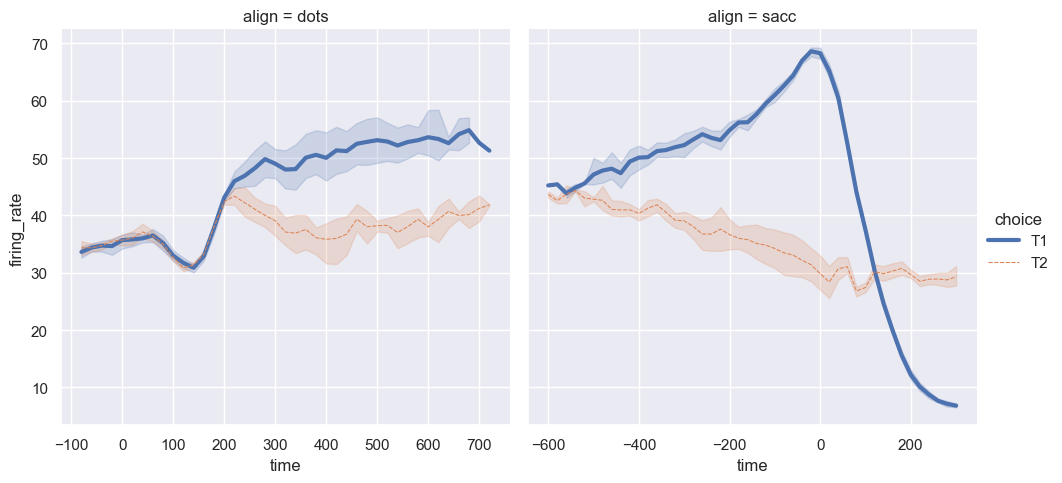 align = dots
align = sacc
70
60
50
40
30
20
10
firing_rate
−100 0 100 200 300 400 500 600 700
time
−600 −400 −200 0 200
time
choice
T1
T2